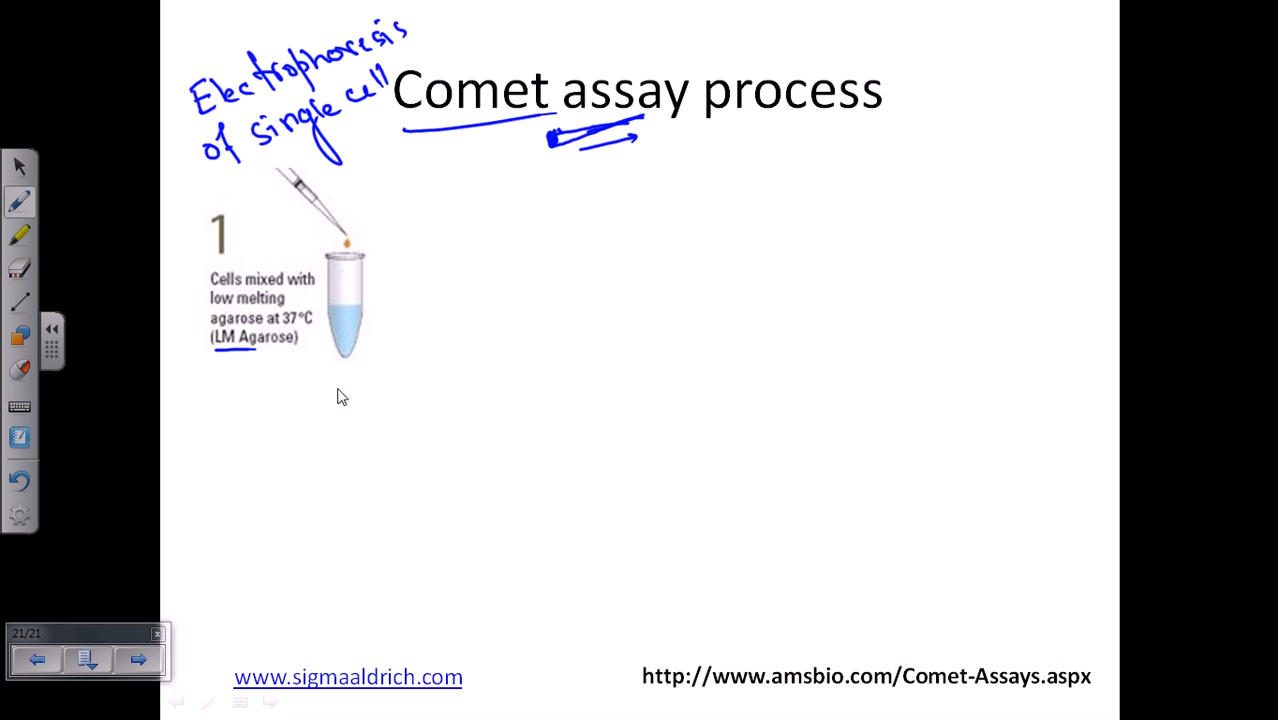 Electrophoresis
of single cell
Comet assay process
1
Cells mixed with
low melting
agarose at 37°C
(LM Agarose)
21/21
www.sigmaaldrich.com
http://www.amsbio.com/Comet-Assays.aspx